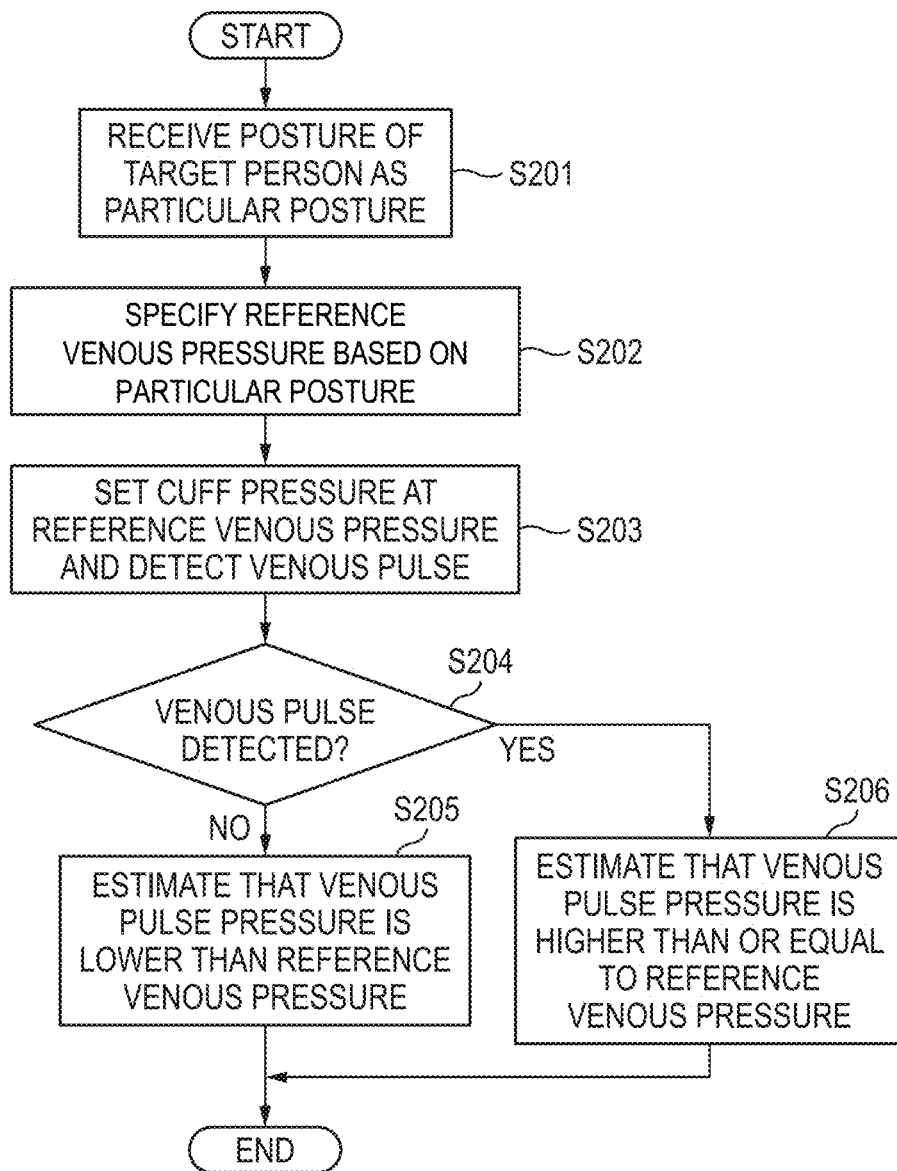 START
RECEIVE POSTURE OF
TARGET PERSON AS
PARTICULAR POSTURE
S201
SPECIFY REFERENCE
VENOUS PRESSURE BASED ON
PARTICULAR POSTURE
S202
SET CUFF PRESSURE AT
REFERENCE VENOUS PRESSURE
AND DETECT VENOUS PULSE
S203
S204
VENOUS PULSE
DETECTED?
YES
NO
S205
ESTIMATE THAT VENOUS
PULSE PRESSURE IS
LOWER THAN REFERENCE
VENOUS PRESSURE
S206
ESTIMATE THAT VENOUS
PULSE PRESSURE IS
HIGHER THAN OR EQUAL
TO REFERENCE
VENOUS PRESSURE
END